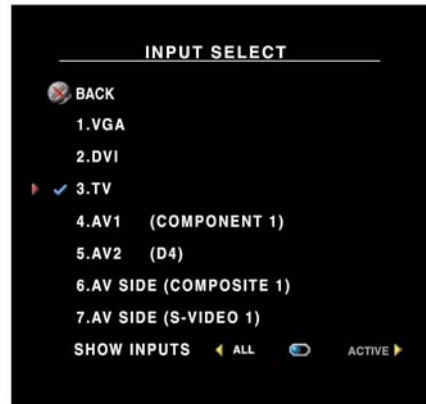 INPUT SELECT
BACK
1.VGA
2.DVI
3.TV
4.AV1 (COMPONENT 1)
5.AV2 (D4)
6.AV SIDE (COMPOSITE 1)
7.AV SIDE (S-VIDEO 1)
SHOW INPUTS ALL ACTIVE